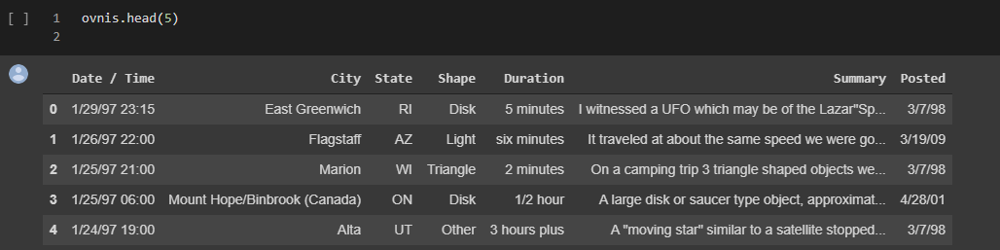 [ ] 1 ovnis.head(5)
2
Date / Time City State Shape Duration Summary Posted
0 1/29/97 23:15 East Greenwich RI Disk 5 minutes I witnessed a UFO which may be of the Lazar"Sp... 3/7/98
1 1/26/97 22:00 Flagstaff AZ Light six minutes It traveled at about the same speed we were go... 3/19/09
2 1/25/97 21:00 Marion WI Triangle 2 minutes On a camping trip 3 triangle shaped objects we... 3/7/98
3 1/25/97 06:00 Mount Hope/Binbrook (Canada) ON Disk 1/2 hour A large disk or saucer type object, approximat... 4/28/01
4 1/24/97 19:00 Alta UT Other 3 hours plus A "moving star" similar to a satellite stopped... 3/7/98